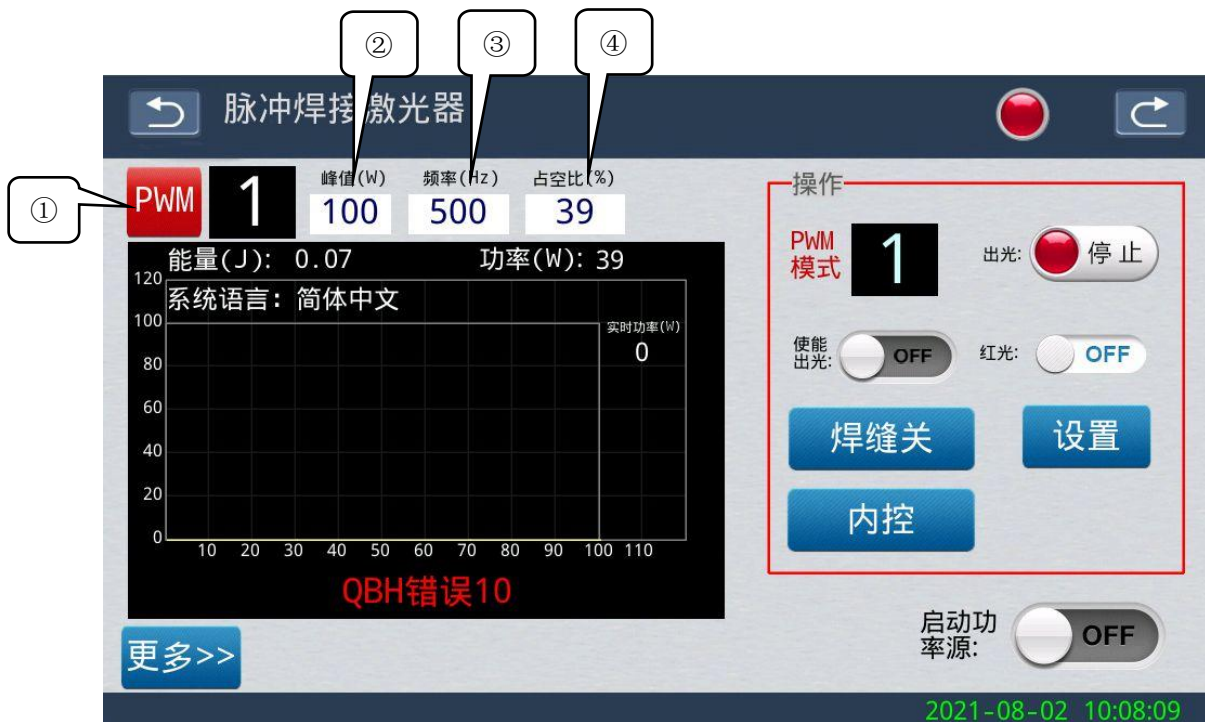 ② ③ ④
脉冲焊接激光器
①
PWM 1
峰值(W) 频率(Hz) 占空比(%)
100 500 39
能量(J): 0.07 功率(W): 39
系统语言: 简体中文
实时功率(W)
0
120
100
80
60
40
20
0
10 20 30 40 50 60 70 80 90 100 110
QBH错误10
更多>>
操作
PWM
模式
1
出光: 停止
使能
出光:
OFF
红光: OFF
焊缝关 设置
内控
启动功
率源:
OFF
2021-08-02 10:08:09